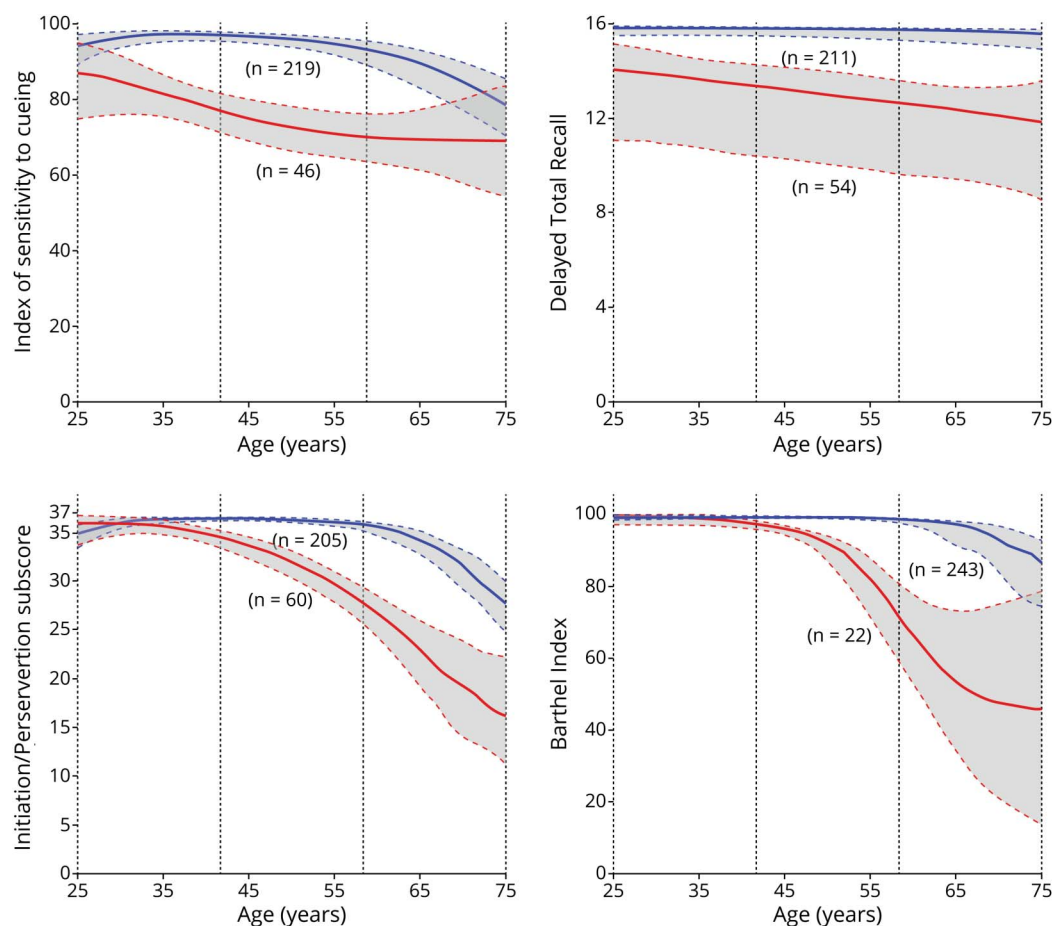 Index of sensitivity to cueing
100
80
60
40
20
0
(n = 219)
(n = 46)
25 35 45 55 65 75
Age (years)
Delayed Total Recall
16
12
8
4
0
(n = 211)
(n = 54)
25 35 45 55 65 75
Age (years)
Initiation/Perservention subscore
37
35
30
25
20
15
10
5
0
(n = 205)
(n = 60)
25 35 45 55 65 75
Age (years)
Barthel Index
100
80
60
40
20
0
(n = 243)
(n = 22)
25 35 45 55 65 75
Age (years)